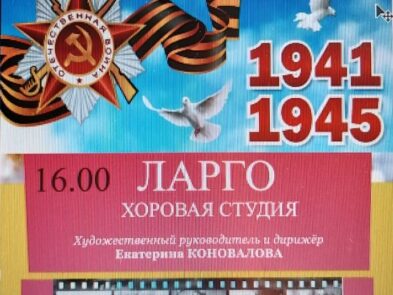 ОТЕЧЕСТВЕННАЯ ВОЙНА
1941
1945
16.00 ЛАРГО
ХОРОВАЯ СТУДИЯ
Художественный руководитель и дирижёр
Екатерина КОНОВАЛОВА